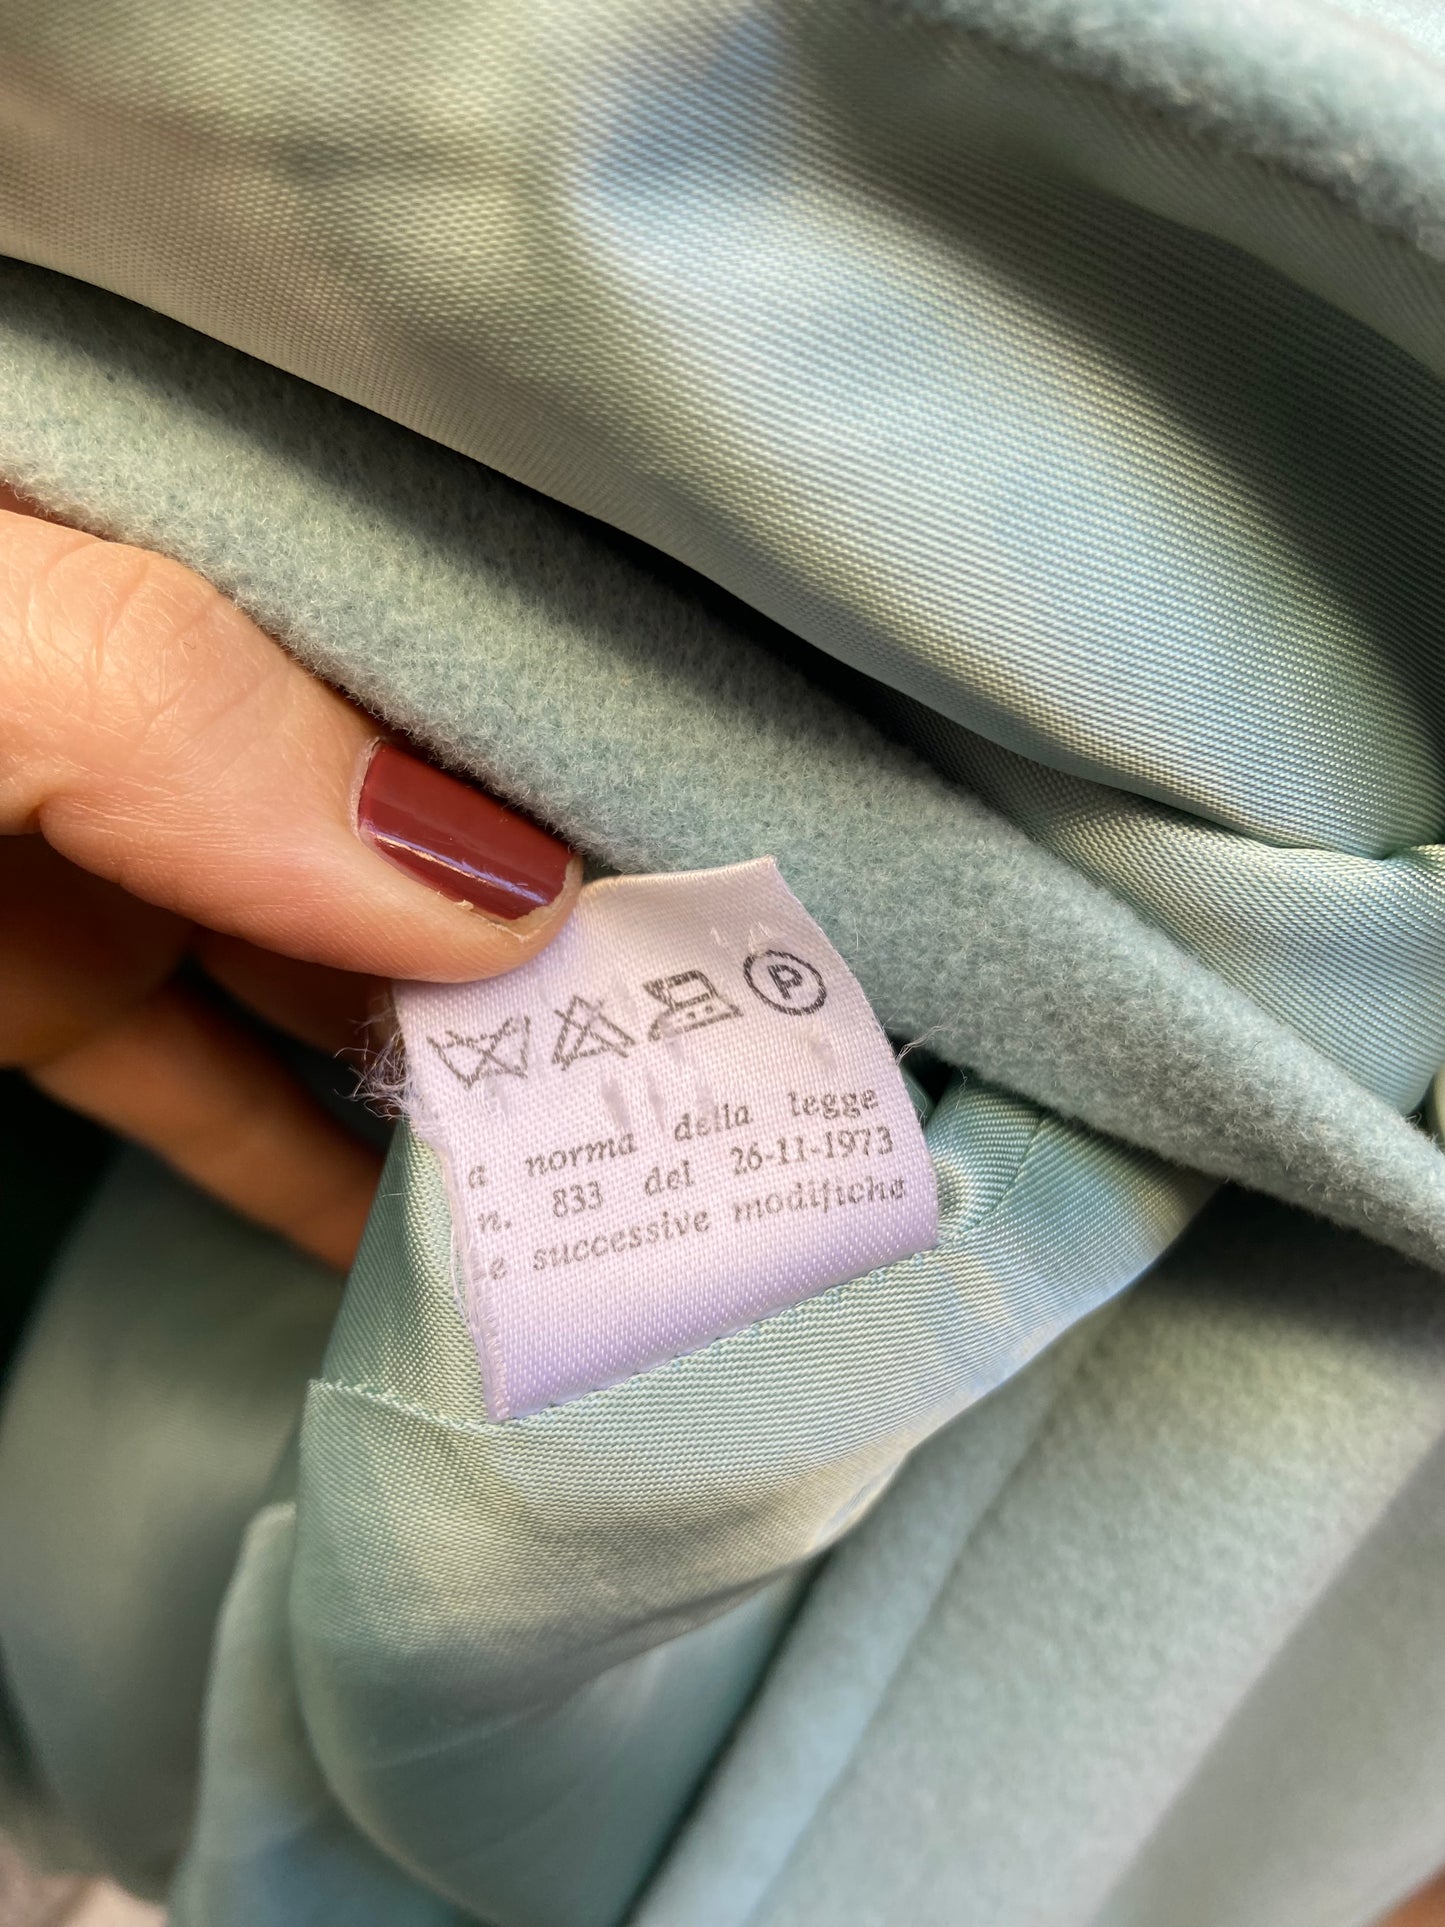 P
a norma della legge
n. 833 del 26-11-1973
e successive modifiche